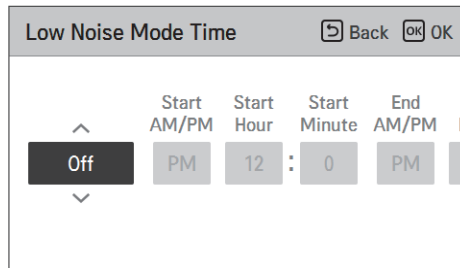 Low Noise Mode Time Back OK OK
Start Start Start End
AM/PM Hour Minute AM/PM
Off PM 12 : 0 PM